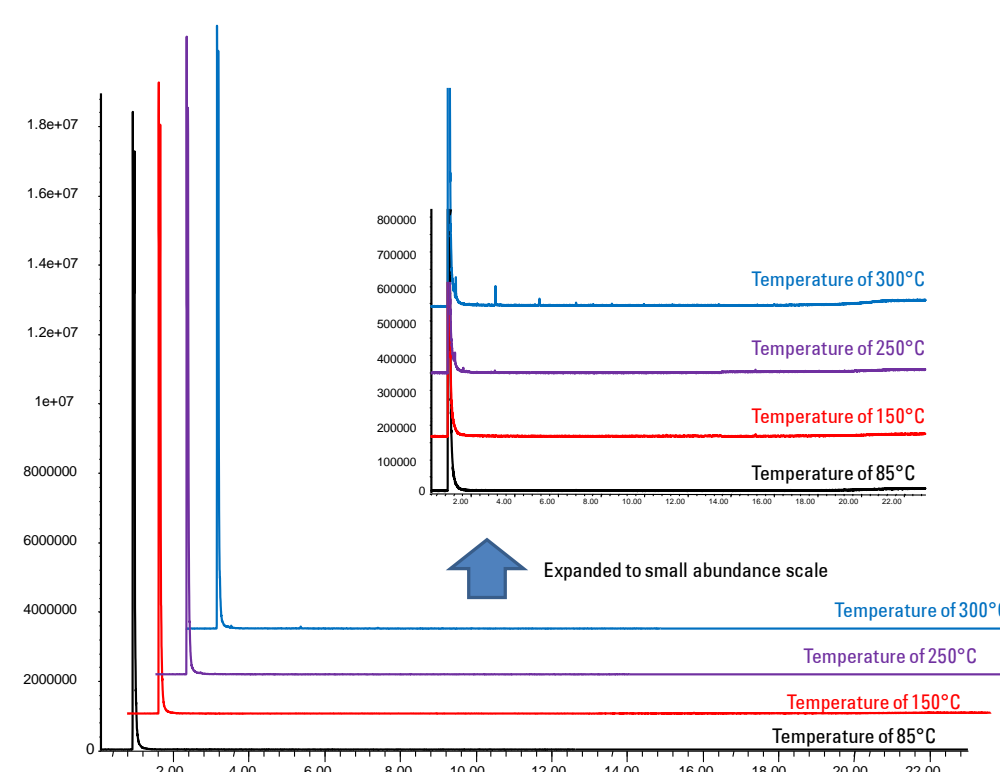 1.8e+07
1.6e+07
1.4e+07
1.2e+07
1e+07
8000000
6000000
4000000
2000000
0
2.00 4.00 6.00 8.00 10.00 12.00 14.00 16.00 18.00 20.00 22.00
800000
700000
600000
500000
400000
300000
200000
100000
0
2.00 4.00 6.00 8.00 10.00 12.00 14.00 16.00 18.00 20.00 22.00
Temperature of 300°C
Temperature of 250°C
Temperature of 150°C
Temperature of 85°C
Expanded to small abundance scale
Temperature of 300°C
Temperature of 250°C
Temperature of 150°C
Temperature of 85°C